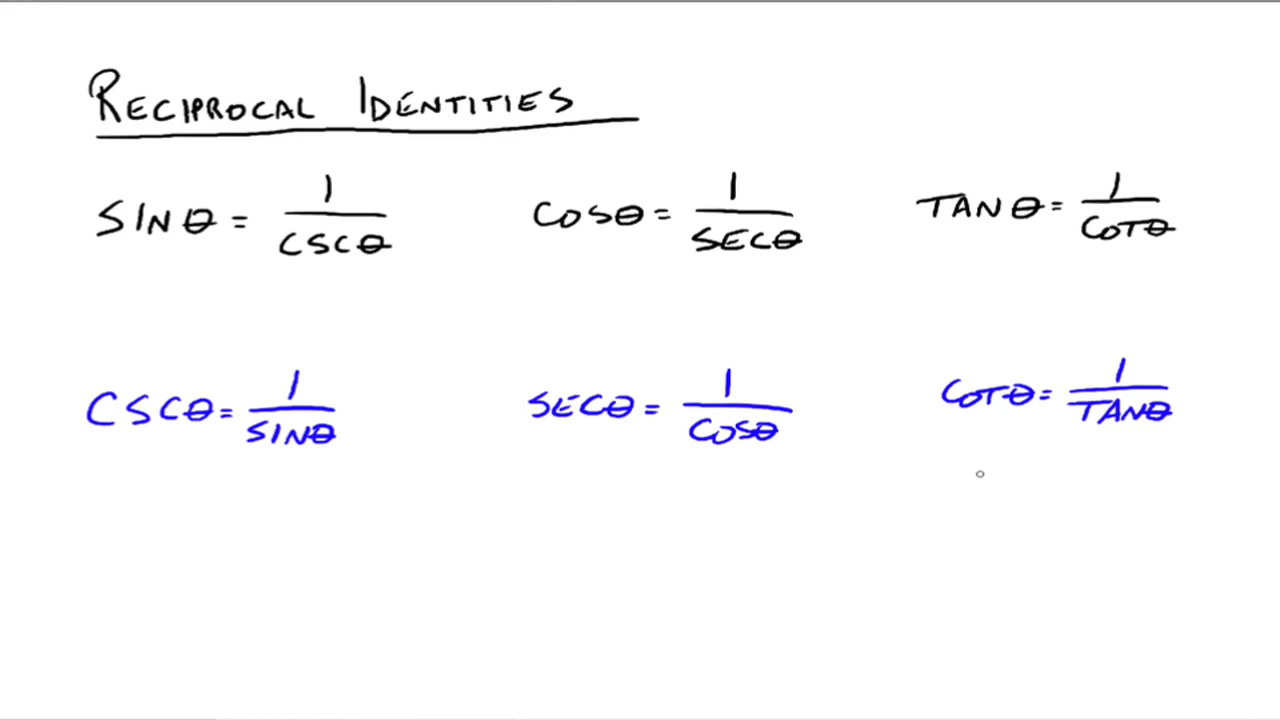 RECIPROCAL IDENTITIES
SINθ = 1/CSCθ COSθ = 1/SECθ TANθ = 1/COTθ
CSCθ = 1/SINθ SECθ = 1/COSθ COTθ = 1/TANθ